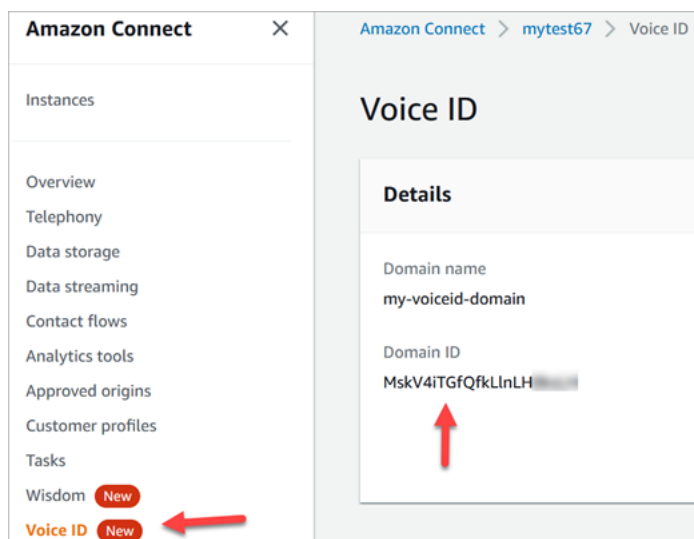 Amazon Connect
Instances
Overview
Telephony
Data storage
Data streaming
Contact flows
Analytics tools
Approved origins
Customer profiles
Tasks
Wisdom New
Voice ID New
Amazon Connect > mytest67 > Voice ID
Voice ID
Details
Domain name
my-voiceid-domain
Domain ID